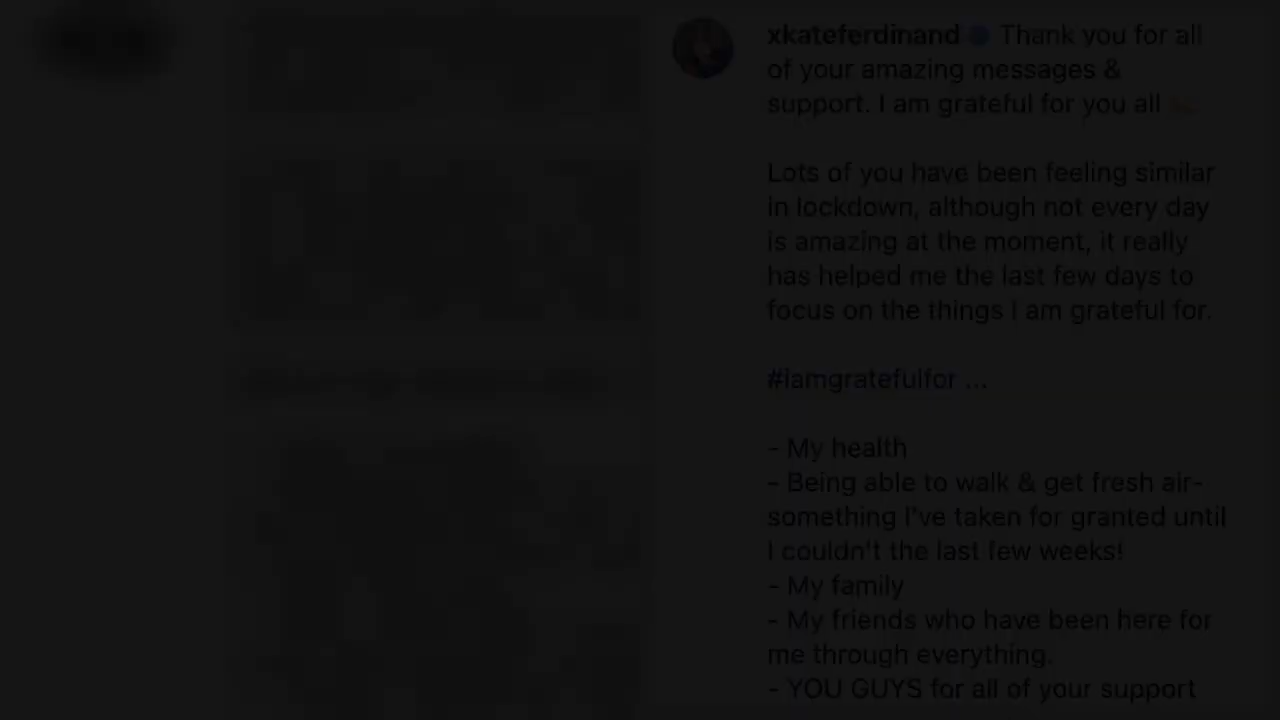 xkateferdinand Thank you for all
of your amazing messages &
support. I am grateful for you all
Lots of you have been feeling similar
in lockdown, although not every day
is amazing at the moment, it really
has helped me the last few days to
focus on the things I am grateful for.
#iamgratefulfor ...
- My health
- Being able to walk & get fresh air-
something I've taken for granted until
I couldn't the last few weeks!
- My family
- My friends who have been here for
me through everything.
- YOU GUYS for all of your support